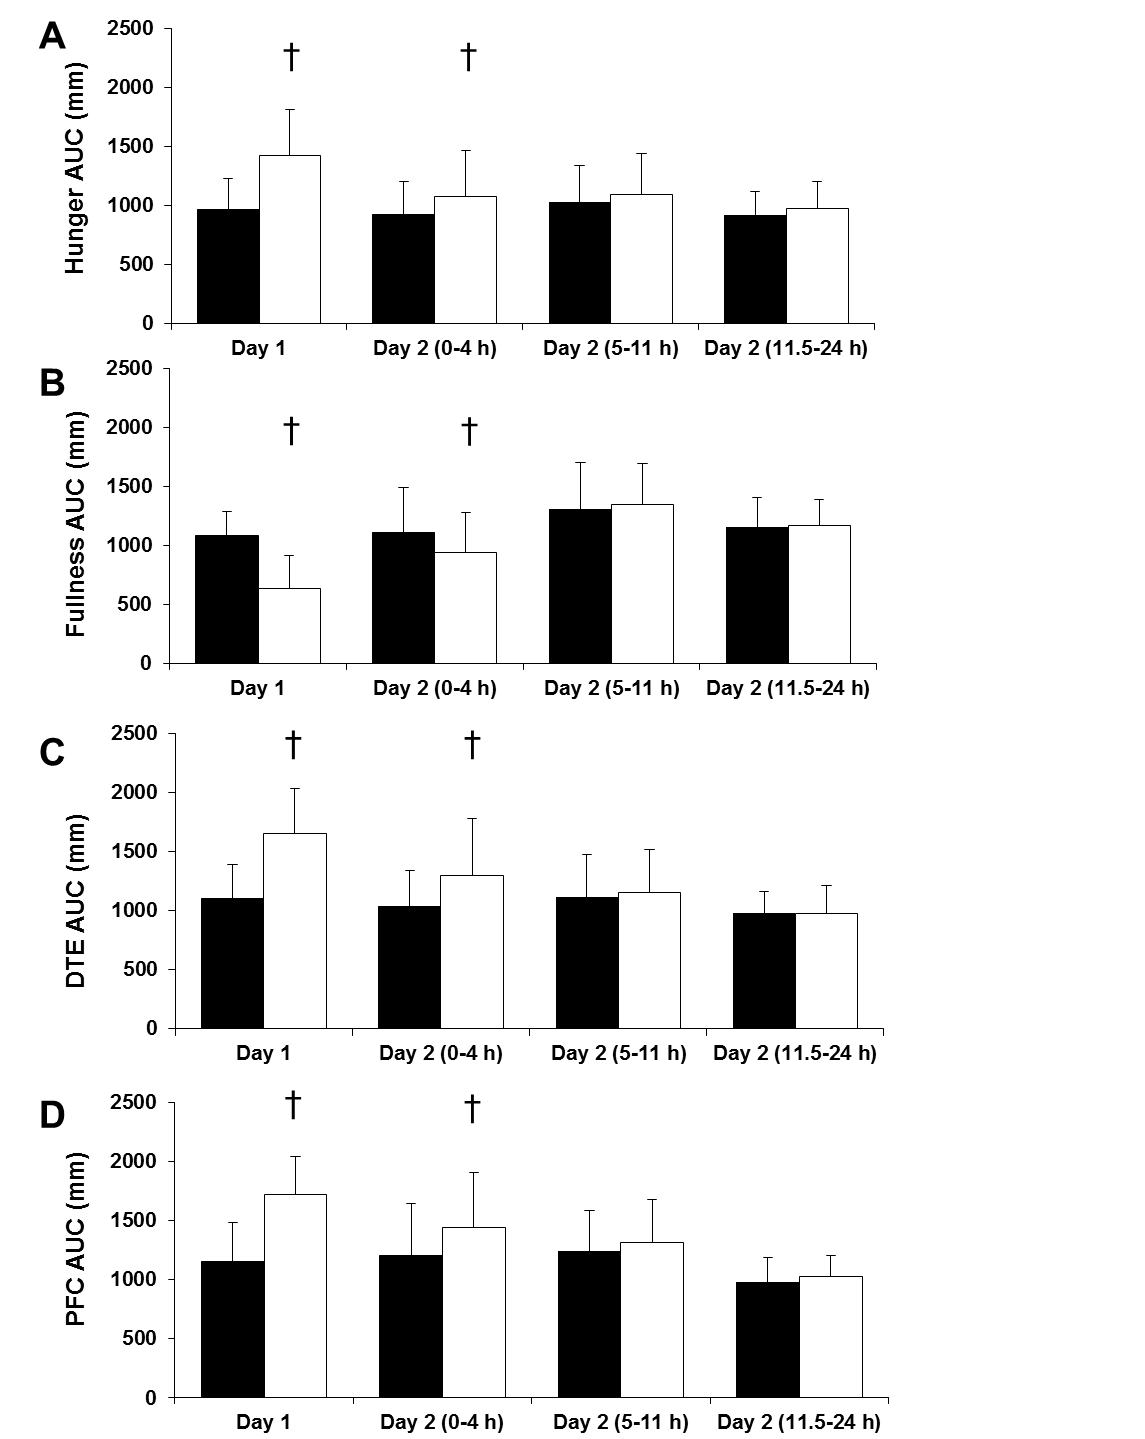 A
Hunger AUC (mm)
2500
2000
1500
1000
500
0
† †
Day 1 Day 2 (0-4 h) Day 2 (5-11 h) Day 2 (11.5-24 h)
B
Fullness AUC (mm)
2500
2000
1500
1000
500
0
† †
Day 1 Day 2 (0-4 h) Day 2 (5-11 h) Day 2 (11.5-24 h)
C
DTE AUC (mm)
2500
2000
1500
1000
500
0
† †
Day 1 Day 2 (0-4 h) Day 2 (5-11 h) Day 2 (11.5-24 h)
D
PFC AUC (mm)
2500
2000
1500
1000
500
0
† †
Day 1 Day 2 (0-4 h) Day 2 (5-11 h) Day 2 (11.5-24 h)